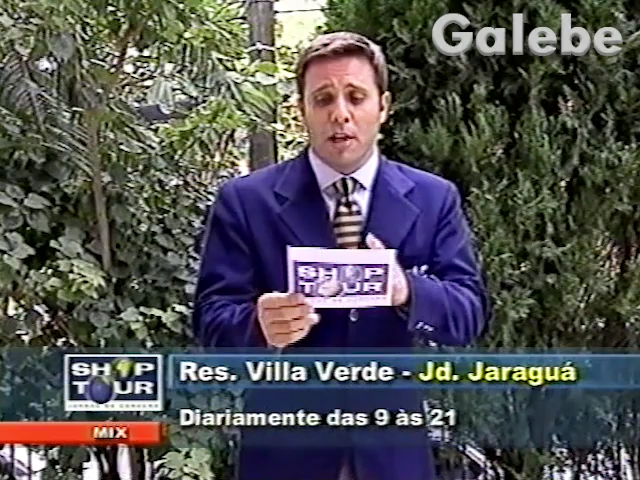 Galebe
SHOP
TOUR
SHOP
TOUR
Res. Villa Verde - Jd. Jaraguá
Diariamente das 9 às 21
MIX